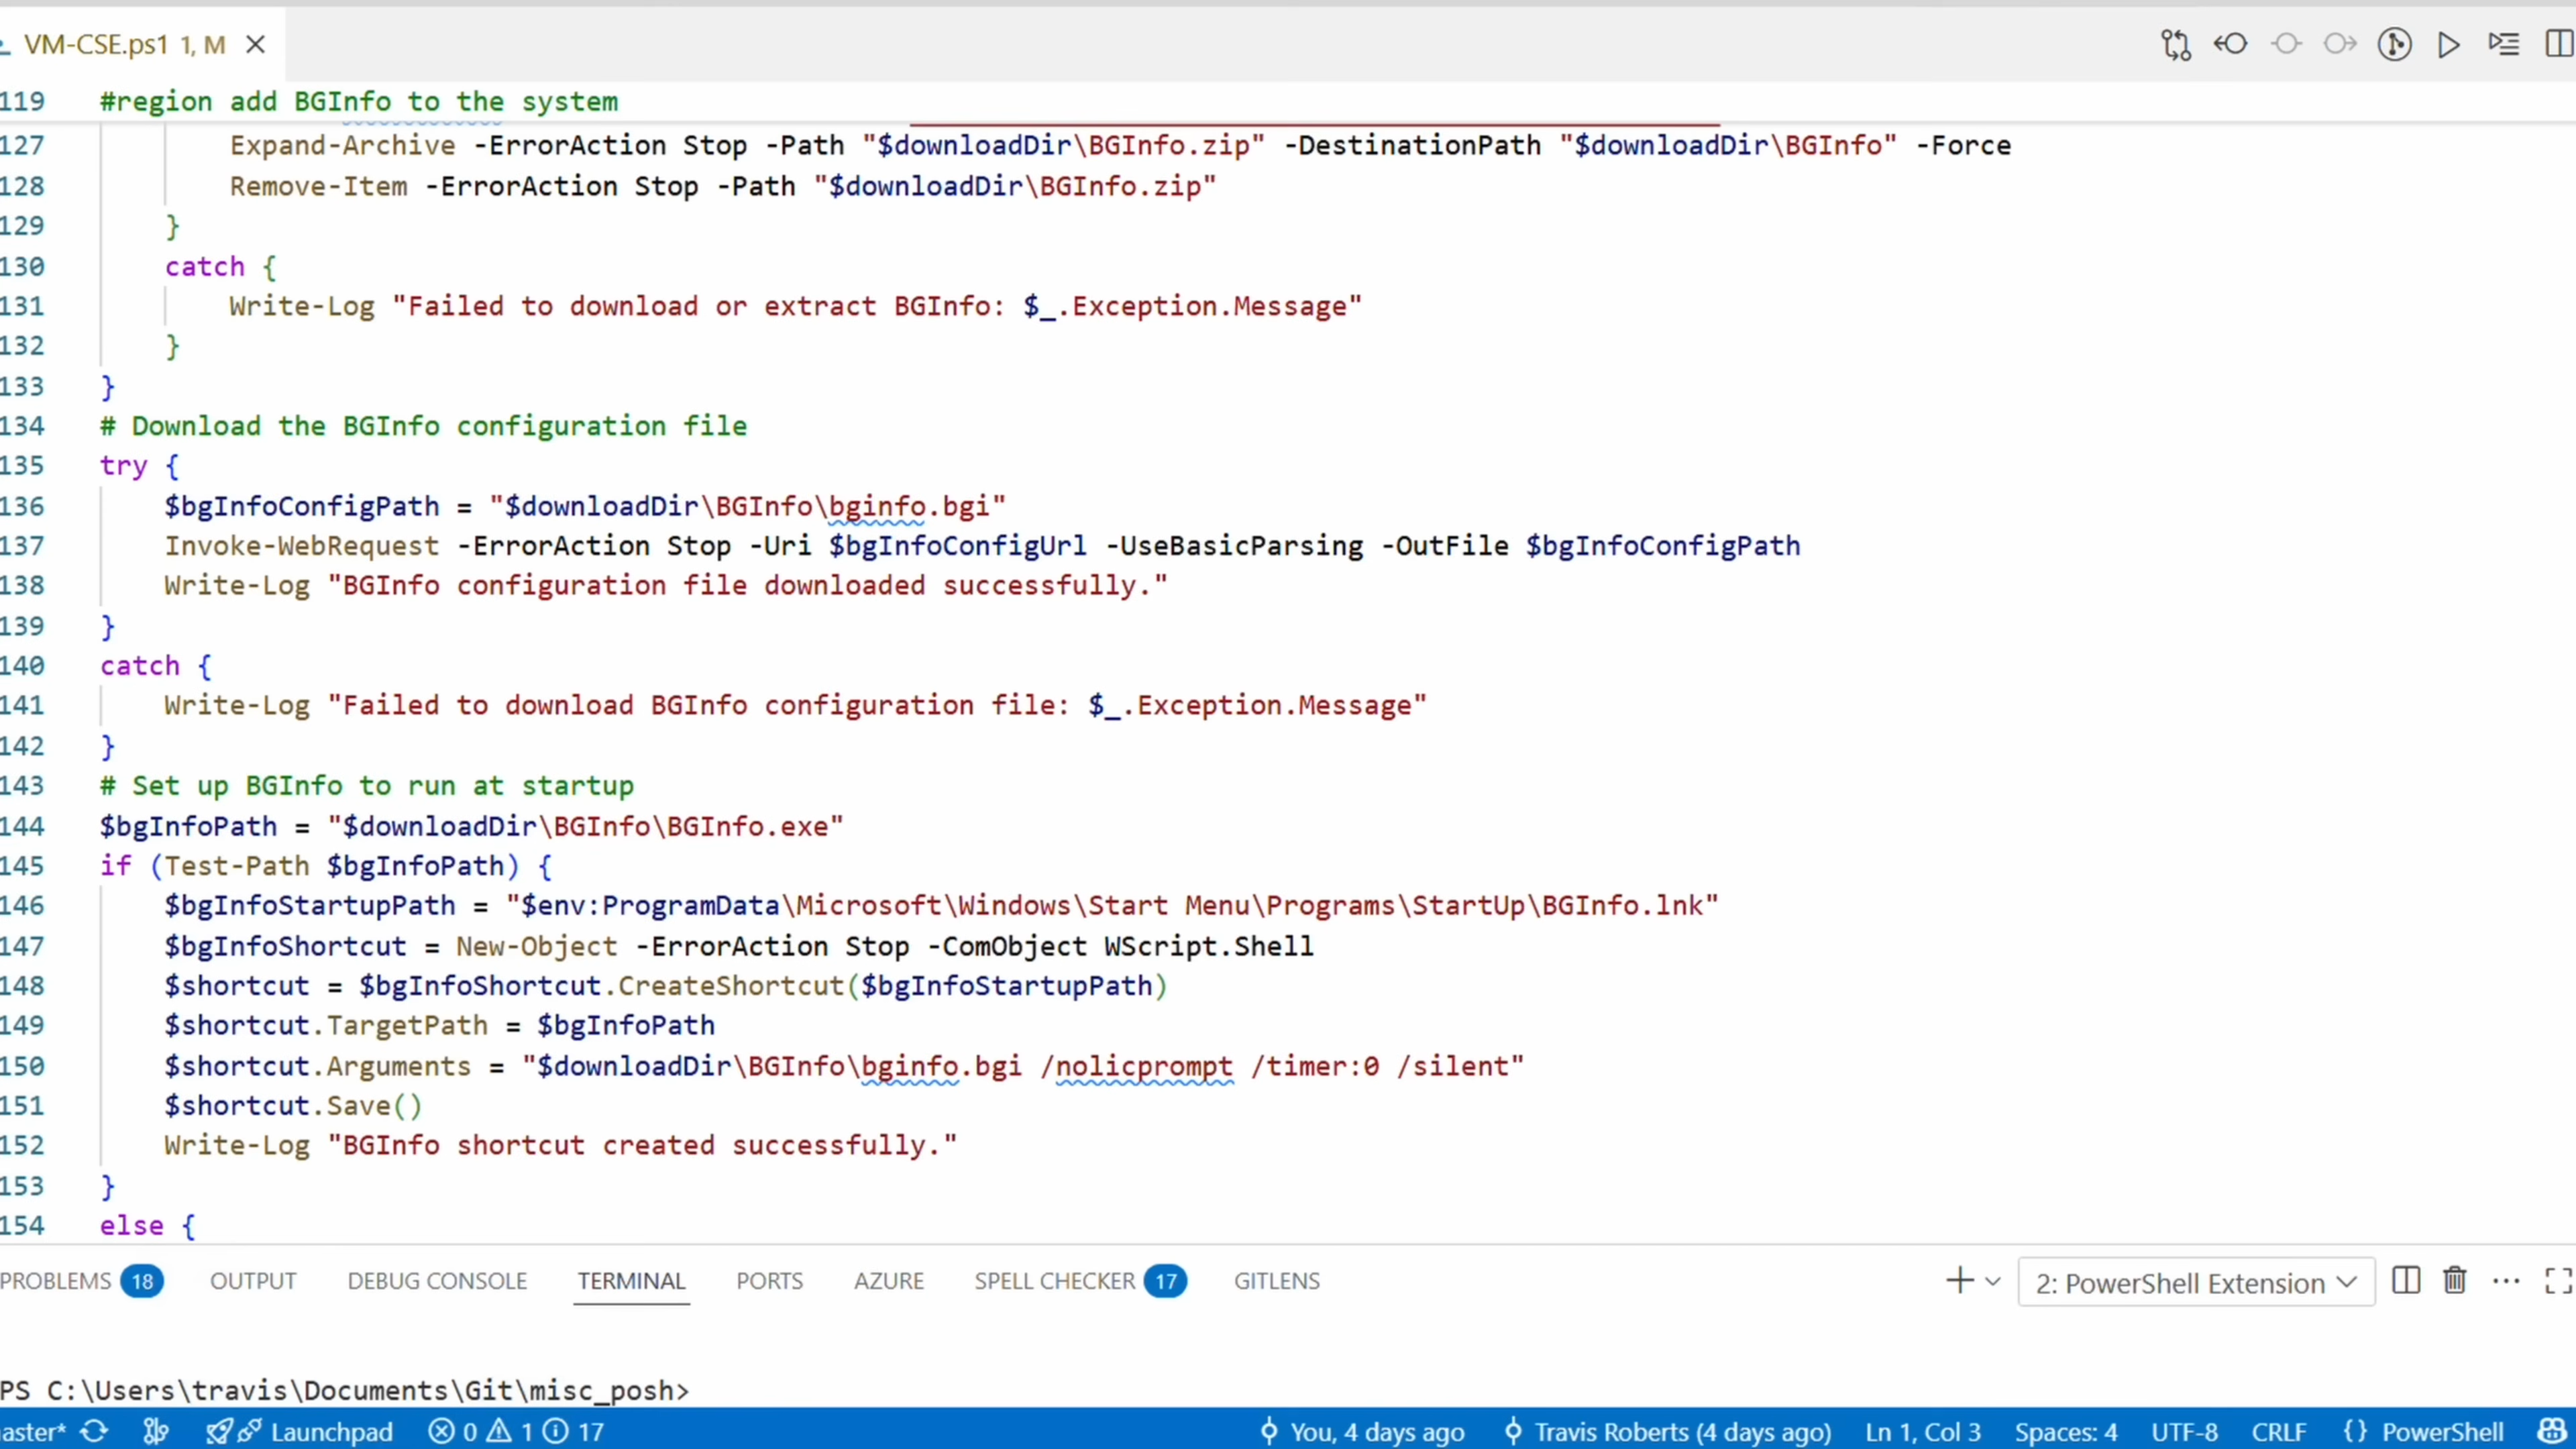 VM-CSE.ps1 1, M
119 #region add BGInfo to the system
127 Expand-Archive -ErrorAction Stop -Path "$downloadDir\BGInfo.zip" -DestinationPath "$downloadDir\BGInfo" -Force
128 Remove-Item -ErrorAction Stop -Path "$downloadDir\BGInfo.zip"
129 }
130 catch {
131 Write-Log "Failed to download or extract BGInfo: $_.Exception.Message"
132 }
133 }
134 # Download the BGInfo configuration file
135 try {
136 $bgInfoConfigPath = "$downloadDir\BGInfo\bginfo.bgi"
137 Invoke-WebRequest -ErrorAction Stop -Uri $bgInfoConfigUrl -UseBasicParsing -OutFile $bgInfoConfigPath
138 Write-Log "BGInfo configuration file downloaded successfully."
139 }
140 catch {
141 Write-Log "Failed to download BGInfo configuration file: $_.Exception.Message"
142 }
143 # Set up BGInfo to run at startup
144 $bgInfoPath = "$downloadDir\BGInfo\BGInfo.exe"
145 if (Test-Path $bgInfoPath) {
146 $bgInfoStartupPath = "$env:ProgramData\Microsoft\Windows\Start Menu\Programs\StartUp\BGInfo.lnk"
147 $bgInfoShortcut = New-Object -ErrorAction Stop -ComObject WScript.Shell
148 $shortcut = $bgInfoShortcut.CreateShortcut($bgInfoStartupPath)
149 $shortcut.TargetPath = $bgInfoPath
150 $shortcut.Arguments = "$downloadDir\BGInfo\bginfo.bgi /nolicprompt /timer:0 /silent"
151 $shortcut.Save()
152 Write-Log "BGInfo shortcut created successfully."
153 }
154 else {
PROBLEMS 18 OUTPUT DEBUG CONSOLE TERMINAL PORTS AZURE SPELL CHECKER 17 GITLENS 2: PowerShell Extension
PS C:\Users\travis\Documents\Git\misc_posh>
aster* Launchpad 0 1 17 You, 4 days ago Travis Roberts (4 days ago) Ln 1, Col 3 Spaces: 4 UTF-8 CRLF {} PowerShell